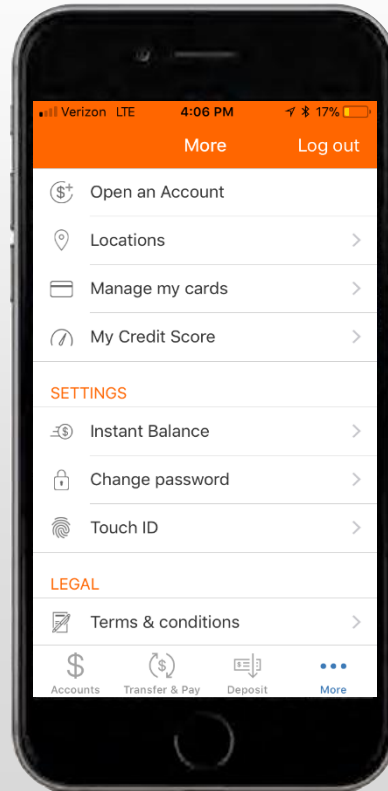 Verizon LTE 4:06 PM 17%
More Log out
Open an Account
Locations
Manage my cards
My Credit Score
SETTINGS
Instant Balance
Change password
Touch ID
LEGAL
Terms & conditions
Accounts Transfer & Pay Deposit More